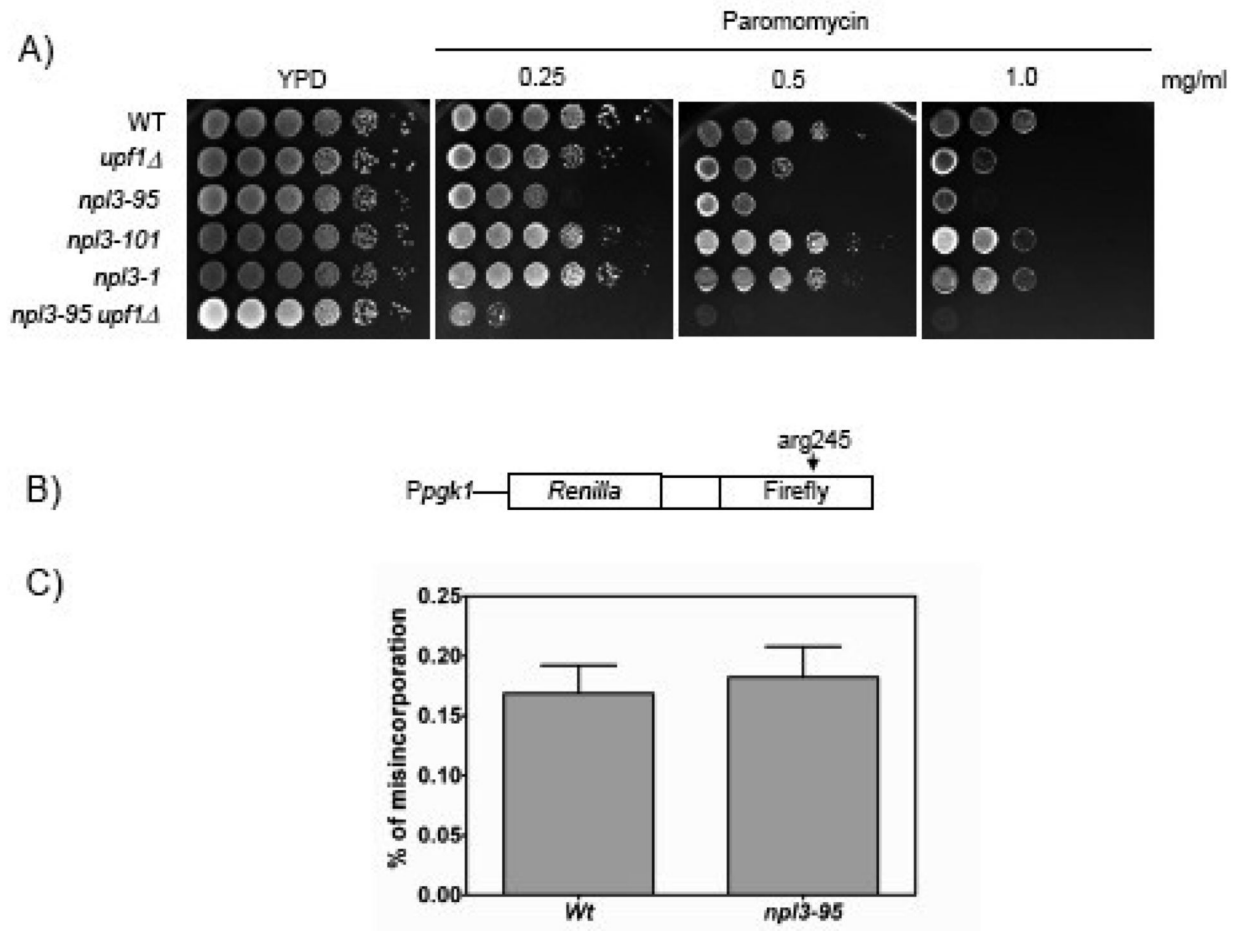 A)
Paromomycin
YPD 0.25 0.5 1.0 mg/ml
WT
upf1Δ
npl3-95
npl3-101
npl3-1
npl3-95 upf1Δ
B)
arg245
Ppgk1 Renilla Firefly
C)
% of misincorporation
0.25
0.20
0.15
0.10
0.05
0.00
Wt npl3-95